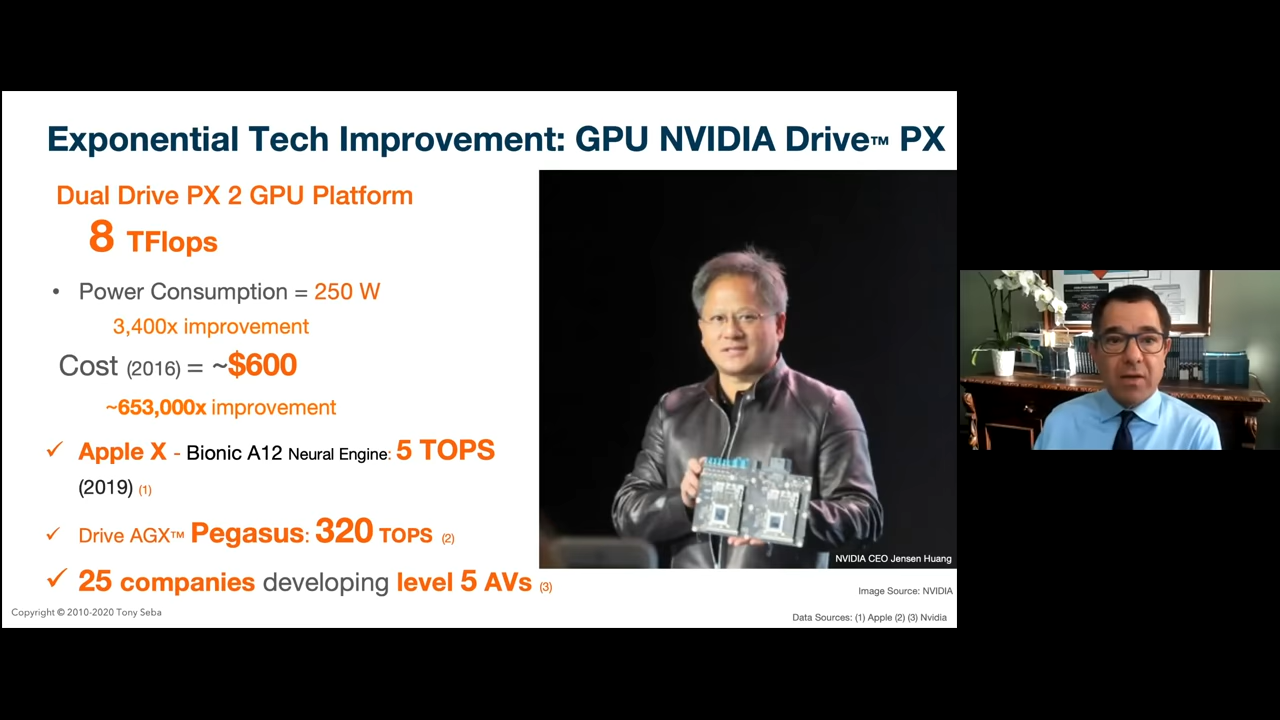 Exponential Tech Improvement: GPU NVIDIA Drive™ PX
Dual Drive PX 2 GPU Platform
8 TFlops
• Power Consumption = 250 W
3,400x improvement
Cost (2016) = ~$600
~653,000x improvement
✓ Apple X - Bionic A12 Neural Engine: 5 TOPS
(2019) (1)
✓ Drive AGX™ Pegasus: 320 TOPS (2)
✓ 25 companies developing level 5 AVs (3)
NVIDIA CEO Jensen Huang
Image Source: NVIDIA
Copyright © 2010-2020 Tony Seba
Data Sources: (1) Apple (2) (3) Nvidia